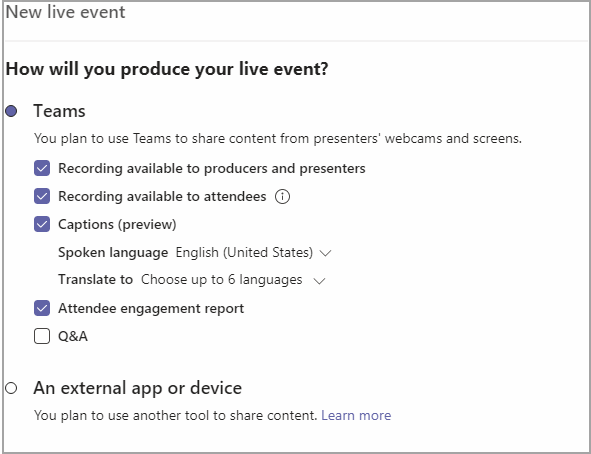 New live event
How will you produce your live event?
Teams
You plan to use Teams to share content from presenters' webcams and screens.
Recording available to producers and presenters
Recording available to attendees
Captions (preview)
Spoken language English (United States)
Translate to Choose up to 6 languages
Attendee engagement report
Q&A
An external app or device
You plan to use another tool to share content. Learn more